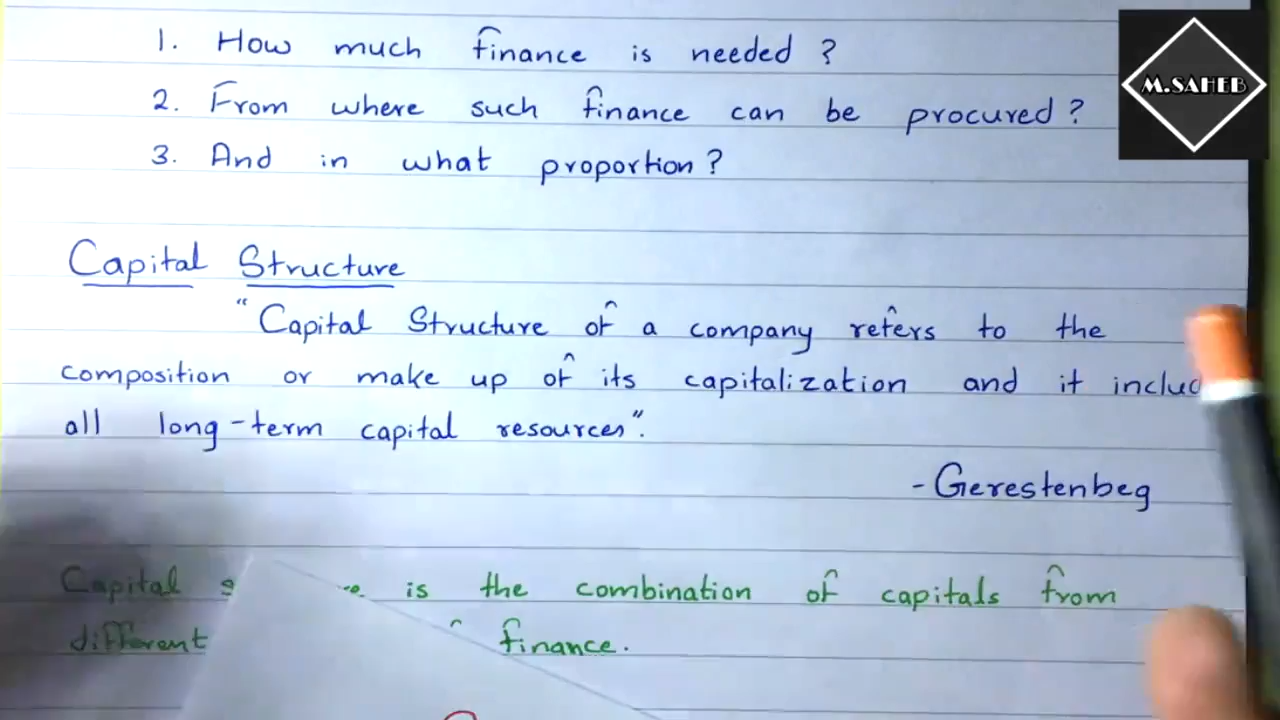 1. How much finance is needed ?
2. From where such finance can be procured ?
3. And in what proportion ?
M.SAHEB
Capital Structure
"Capital Structure of a company refers to the
composition or make up of its capitalization and it
all long-term capital resources".
- Gerestenbeg
Capital is the combination of capitals from
different finance.